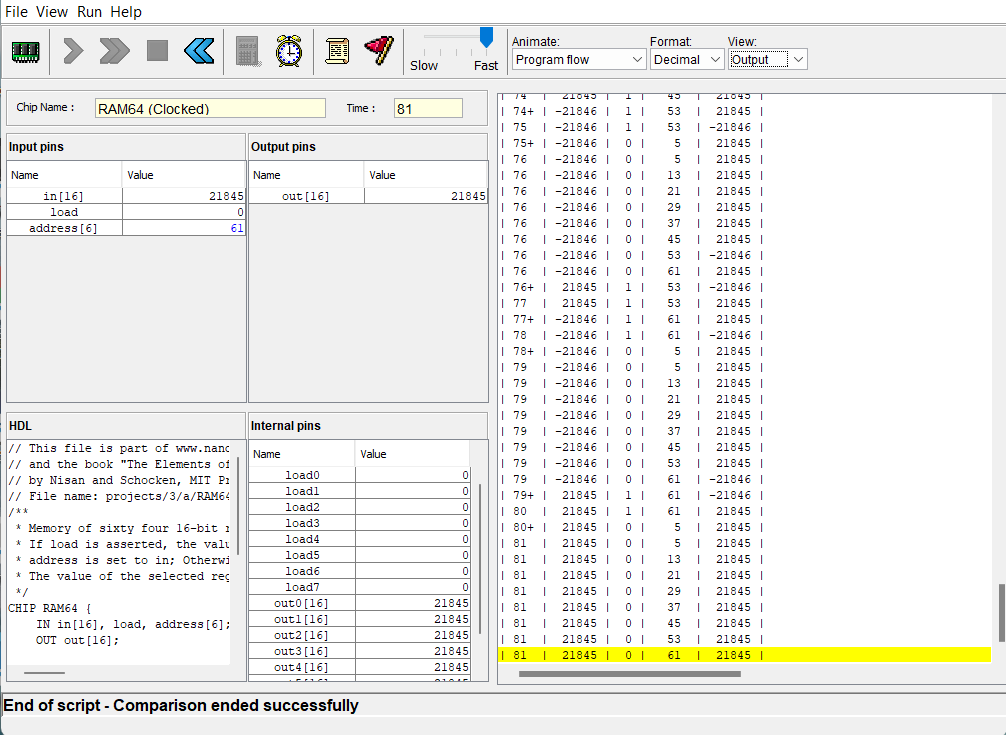 File View Run Help
Slow Fast
Animate: Format: View:
Program flow Decimal Output
Chip Name : RAM64 (Clocked) Time : 81
Input pins
Name Value
in[16] 21845
load 0
address[6] 61
Output pins
Name Value
out[16] 21845
HDL
// This file is part of www.nand
// and the book "The Elements of
// by Nisan and Schocken, MIT Pr
// File name: projects/3/a/RAM64
/**
* Memory of sixty four 16-bit r
* If load is asserted, the valu
* address is set to in; Otherwi
* The value of the selected reg
*/
CHIP RAM64 {
IN in[16], load, address[6];
OUT out[16];
Internal pins
Name Value
load0 0
load1 0
load2 0
load3 0
load4 0
load5 0
load6 0
load7 0
out0[16] 21845
out1[16] 21845
out2[16] 21845
out3[16] 21845
out4[16] 21845
| 74 | -21846 | 1 | 45 | 21845 |
| 74+ | -21846 | 1 | 53 | 21845 |
| 75 | -21846 | 1 | 53 | -21846 |
| 75+ | -21846 | 0 | 5 | 21845 |
| 76 | -21846 | 0 | 5 | 21845 |
| 76 | -21846 | 0 | 13 | 21845 |
| 76 | -21846 | 0 | 21 | 21845 |
| 76 | -21846 | 0 | 29 | 21845 |
| 76 | -21846 | 0 | 37 | 21845 |
| 76 | -21846 | 0 | 45 | 21845 |
| 76 | -21846 | 0 | 53 | -21846 |
| 76 | -21846 | 0 | 61 | 21845 |
| 76+ | 21845 | 1 | 53 | -21846 |
| 77 | 21845 | 1 | 53 | 21845 |
| 77+ | -21846 | 1 | 61 | 21845 |
| 78 | -21846 | 1 | 61 | -21846 |
| 78+ | -21846 | 0 | 5 | 21845 |
| 79 | -21846 | 0 | 5 | 21845 |
| 79 | -21846 | 0 | 13 | 21845 |
| 79 | -21846 | 0 | 21 | 21845 |
| 79 | -21846 | 0 | 29 | 21845 |
| 79 | -21846 | 0 | 37 | 21845 |
| 79 | -21846 | 0 | 45 | 21845 |
| 79 | -21846 | 0 | 53 | 21845 |
| 79 | -21846 | 0 | 61 | -21846 |
| 79+ | 21845 | 1 | 61 | -21846 |
| 80 | 21845 | 1 | 61 | 21845 |
| 80+ | 21845 | 0 | 5 | 21845 |
| 81 | 21845 | 0 | 5 | 21845 |
| 81 | 21845 | 0 | 13 | 21845 |
| 81 | 21845 | 0 | 21 | 21845 |
| 81 | 21845 | 0 | 29 | 21845 |
| 81 | 21845 | 0 | 37 | 21845 |
| 81 | 21845 | 0 | 45 | 21845 |
| 81 | 21845 | 0 | 53 | 21845 |
| 81 | 21845 | 0 | 61 | 21845 |
End of script - Comparison ended successfully